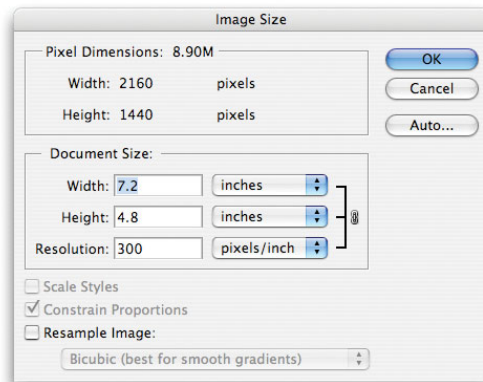 Image Size
Pixel Dimensions: 8.90M
Width: 2160 pixels
Height: 1440 pixels
OK
Cancel
Auto...
Document Size:
Width: 7.2 inches
Height: 4.8 inches
Resolution: 300 pixels/inch
Scale Styles
Constrain Proportions
Resample Image:
Bicubic (best for smooth gradients)